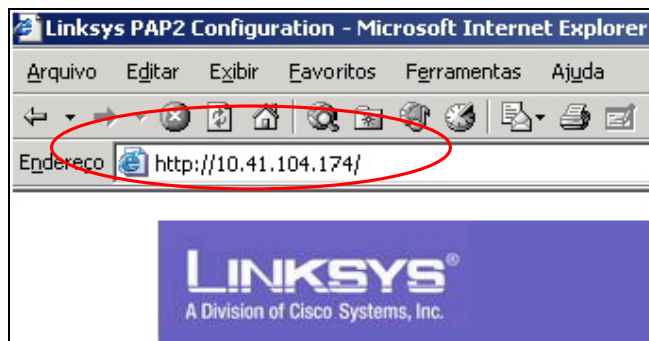 Linksys PAP2 Configuration - Microsoft Internet Explorer
Arquivo Editar Exibir Favoritos Ferramentas Ajuda
Endereço http://10.41.104.174/
LINKSYS®
A Division of Cisco Systems, Inc.